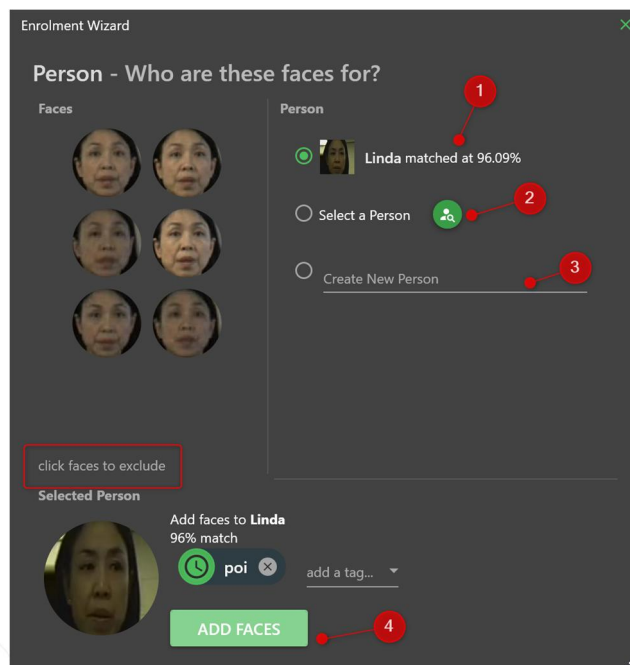 Enrolment Wizard
Person - Who are these faces for?
Faces
Person
1
Linda matched at 96.09%
Select a Person
2
Create New Person
3
click faces to exclude
Selected Person
Add faces to Linda
96% match
poi
add a tag...
ADD FACES
4